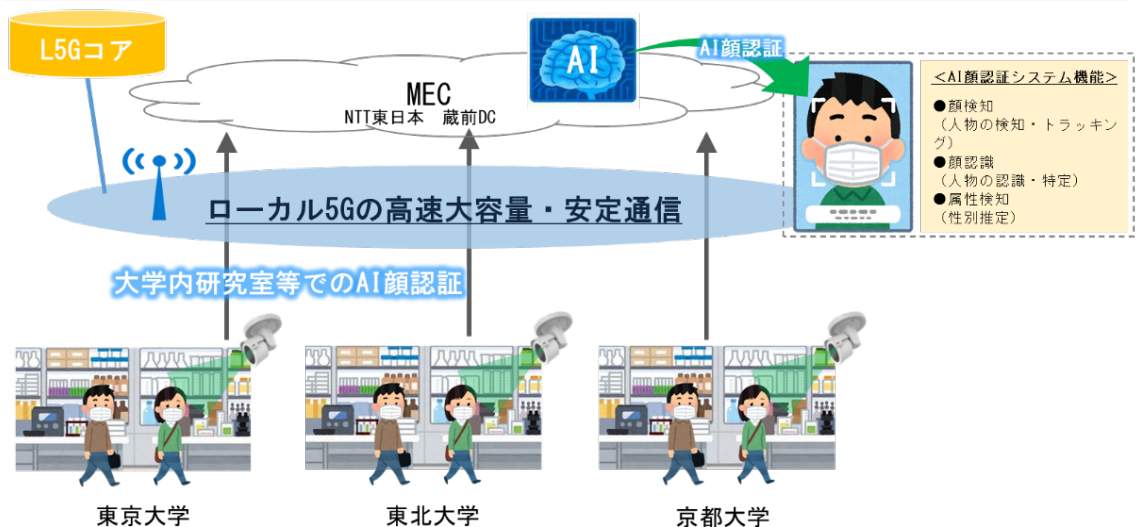 L5Gコア
AI
AI顔認証
MEC
NTT東日本 蔵前DC
<AI顔認証システム機能>
●顔検知
(人物の検知・トラッキン
グ)
●顔認識
(人物の認識・特定)
●属性検知
(性別推定)
ローカル5Gの高速大容量・安定通信
大学内研究室等でのAI顔認証
東京大学
東北大学
京都大学